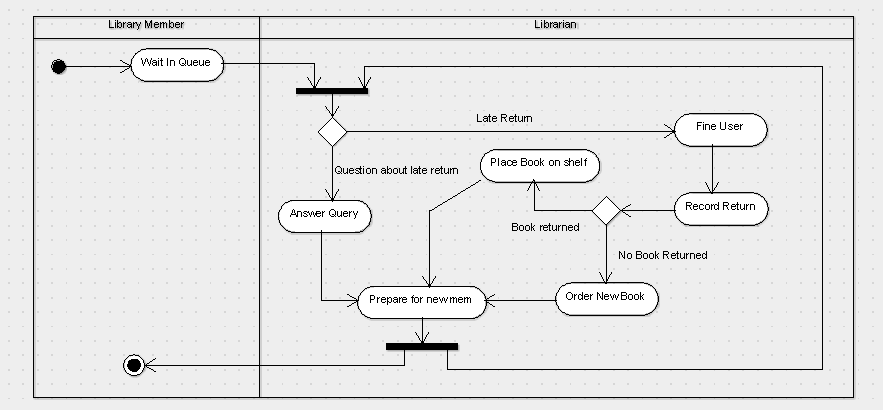 Library Member
Librarian
Wait In Queue
Late Return
Fine User
Place Book on shelf
Question about late return
Answer Query
Record Return
Book returned
No Book Returned
Prepare for new mem
Order New Book